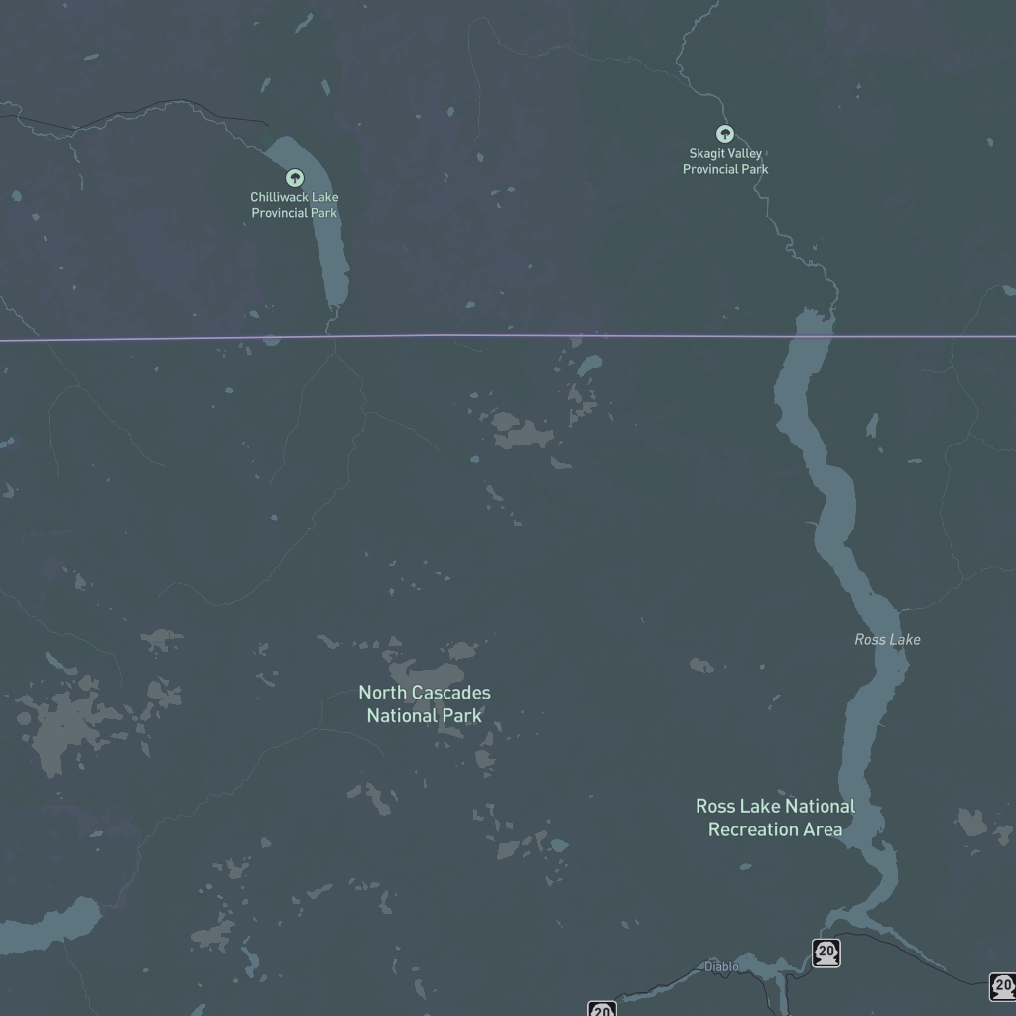 Skagit Valley
Provincial Park
Chilliwack Lake
Provincial Park
Ross Lake
North Cascades
National Park
Ross Lake National
Recreation Area
20
Diablo
20
20